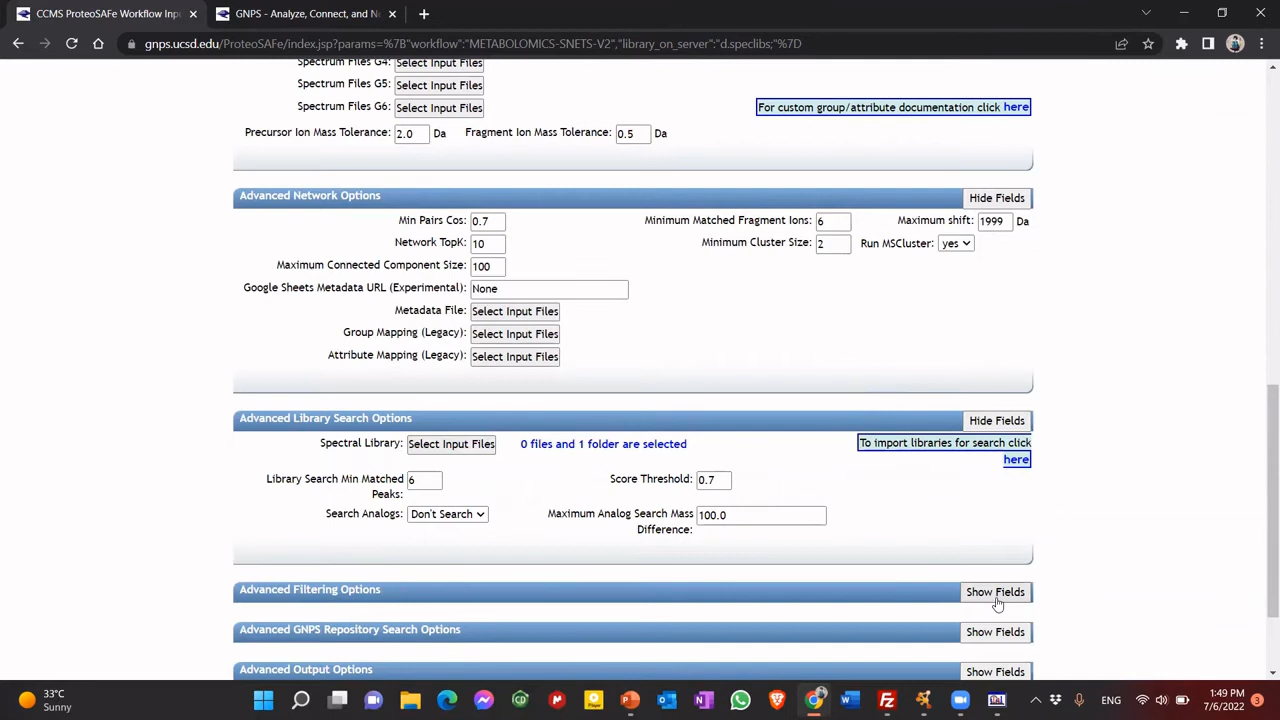 CCMS ProteoSAFe Workflow Inp
GNPS - Analyze, Connect, and Ne
gnps.ucsd.edu/ProteoSAFe/index.jsp?params=%7B"workflow":"METABOLOMICS-SNETS-V2","library_on_server":"d.speclibs;"%7D
Spectrum Files G4: Select Input Files
Spectrum Files G5: Select Input Files
Spectrum Files G6: Select Input Files
For custom group/attribute documentation click here
Precursor Ion Mass Tolerance: 2.0 Da Fragment Ion Mass Tolerance: 0.5 Da
Advanced Network Options Hide Fields
Min Pairs Cos: 0.7 Minimum Matched Fragment Ions: 6 Maximum shift: 1999 Da
Network TopK: 10 Minimum Cluster Size: 2 Run MSCluster: yes
Maximum Connected Component Size: 100
Google Sheets Metadata URL (Experimental): None
Metadata File: Select Input Files
Group Mapping (Legacy): Select Input Files
Attribute Mapping (Legacy): Select Input Files
Advanced Library Search Options Hide Fields
Spectral Library: Select Input Files 0 files and 1 folder are selected To import libraries for search click
here
Library Search Min Matched 6 Score Threshold: 0.7
Peaks:
Search Analogs: Don't Search Maximum Analog Search Mass 100.0
Difference:
Advanced Filtering Options Show Fields
Advanced GNPS Repository Search Options Show Fields
Advanced Output Options Show Fields
33°C
Sunny
ENG
1:49 PM
7/6/2022
3